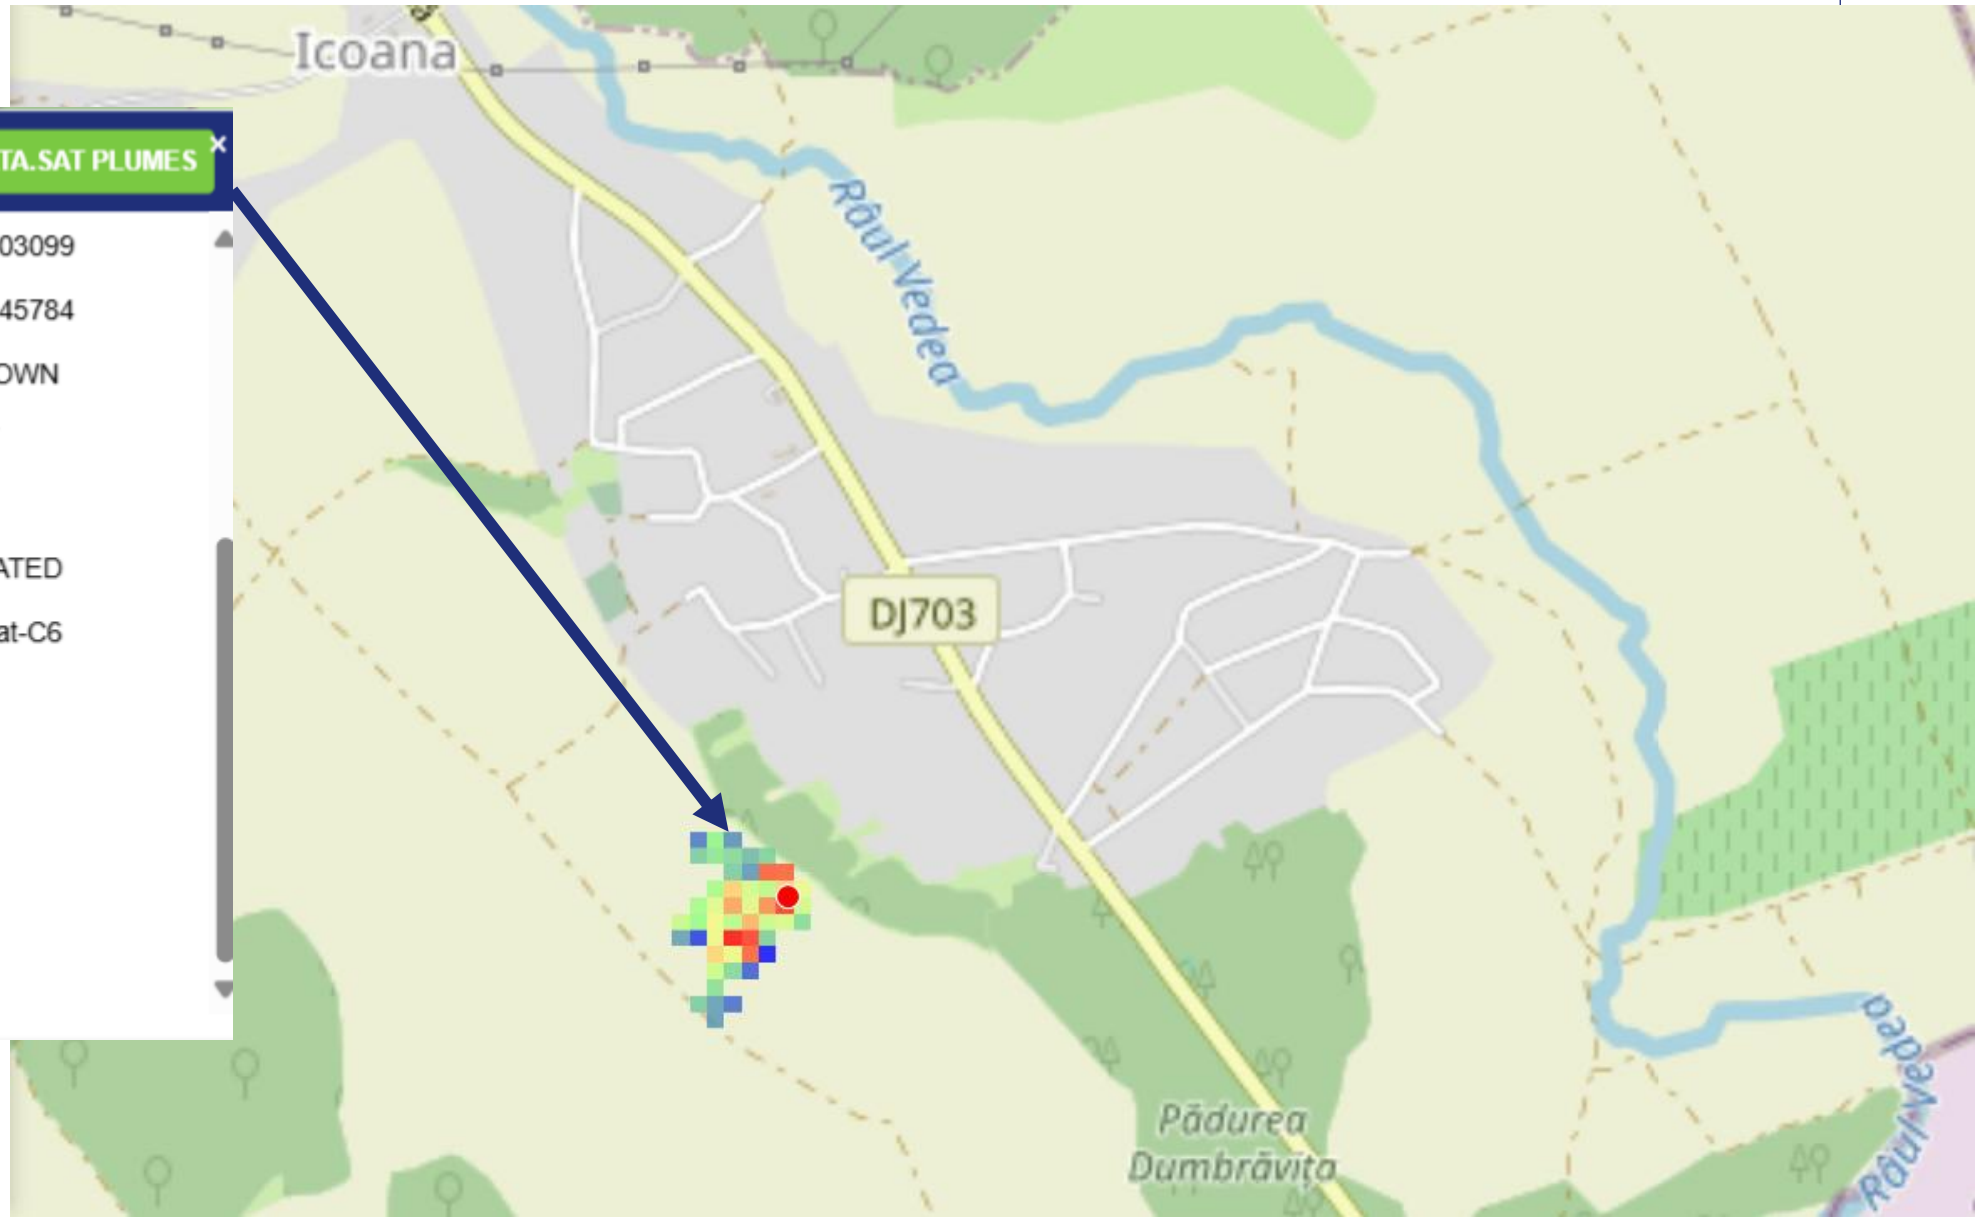 Icoana
TA.SAT PLUMES
×
03099
45784
OWN
ATED
at-C6
Râul Vedea
DJ703
Pădurea
Dumbrăvița
Râul Vedea